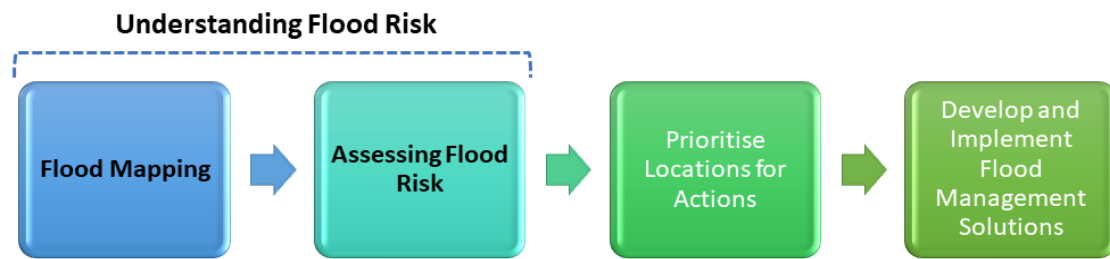 Understanding Flood Risk
Flood Mapping
Assessing Flood
Risk
Prioritise
Locations for
Actions
Develop and
Implement
Flood
Management
Solutions